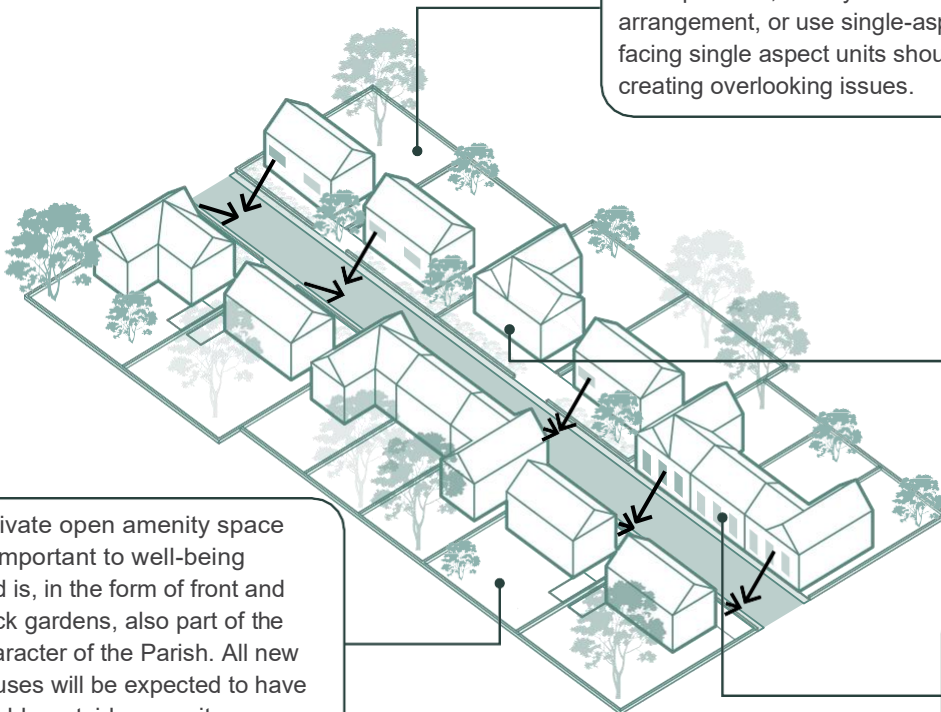 arrangement, or use single-asp
facing single aspect units shou
creating overlooking issues.
ivate open amenity space
mportant to well-being
d is, in the form of front and
ck gardens, also part of the
aracter of the Parish. All new
uses will be expected to have